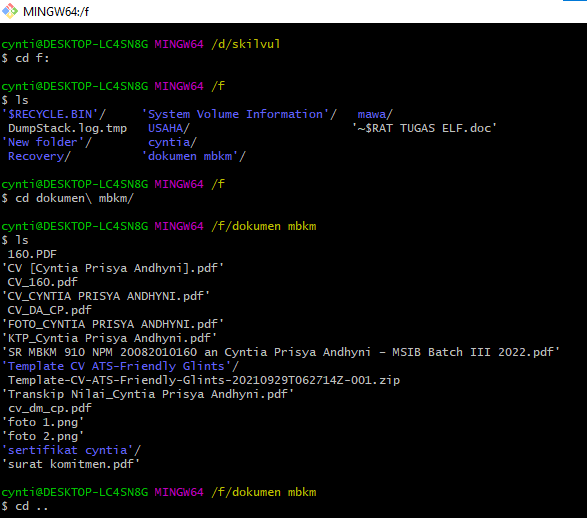 MINGW64:/f
cynti@DESKTOP-LC4SN8G MINGW64 /d/skilvul
$ cd f:
cynti@DESKTOP-LC4SN8G MINGW64 /f
$ ls
'$RECYCLE.BIN'/     'System Volume Information'/   mawa/
DumpStack.log.tmp   USAHA/                        '~$RAT TUGAS ELF.doc'
'New folder'/        cyntia/
Recovery/          'dokumen mbkm'/
cynti@DESKTOP-LC4SN8G MINGW64 /f
$ cd dokumen\ mbkm/
cynti@DESKTOP-LC4SN8G MINGW64 /f/dokumen mbkm
$ ls
160.PDF
'CV [Cyntia Prisya Andhyni].pdf'
CV_160.pdf
'CV_CYNTIA PRISYA ANDHYNI.pdf'
CV_DA_CP.pdf
'FOTO_CYNTIA PRISYA ANDHYNI.pdf'
'KTP_Cyntia Prisya Andhyni.pdf'
'SR MBKM 910 NPM 20082010160 an Cyntia Prisya Andhyni - MSIB Batch III 2022.pdf'
'Template CV ATS-Friendly Glints'/
Template-CV-ATS-Friendly-Glints-20210929T062714Z-001.zip
'Transkip Nilai_Cyntia Prisya Andhyni.pdf'
cv_dm_cp.pdf
'foto 1.png'
'foto 2.png'
'sertifikat cyntia'/
'surat komitmen.pdf'
cynti@DESKTOP-LC4SN8G MINGW64 /f/dokumen mbkm
$ cd ..